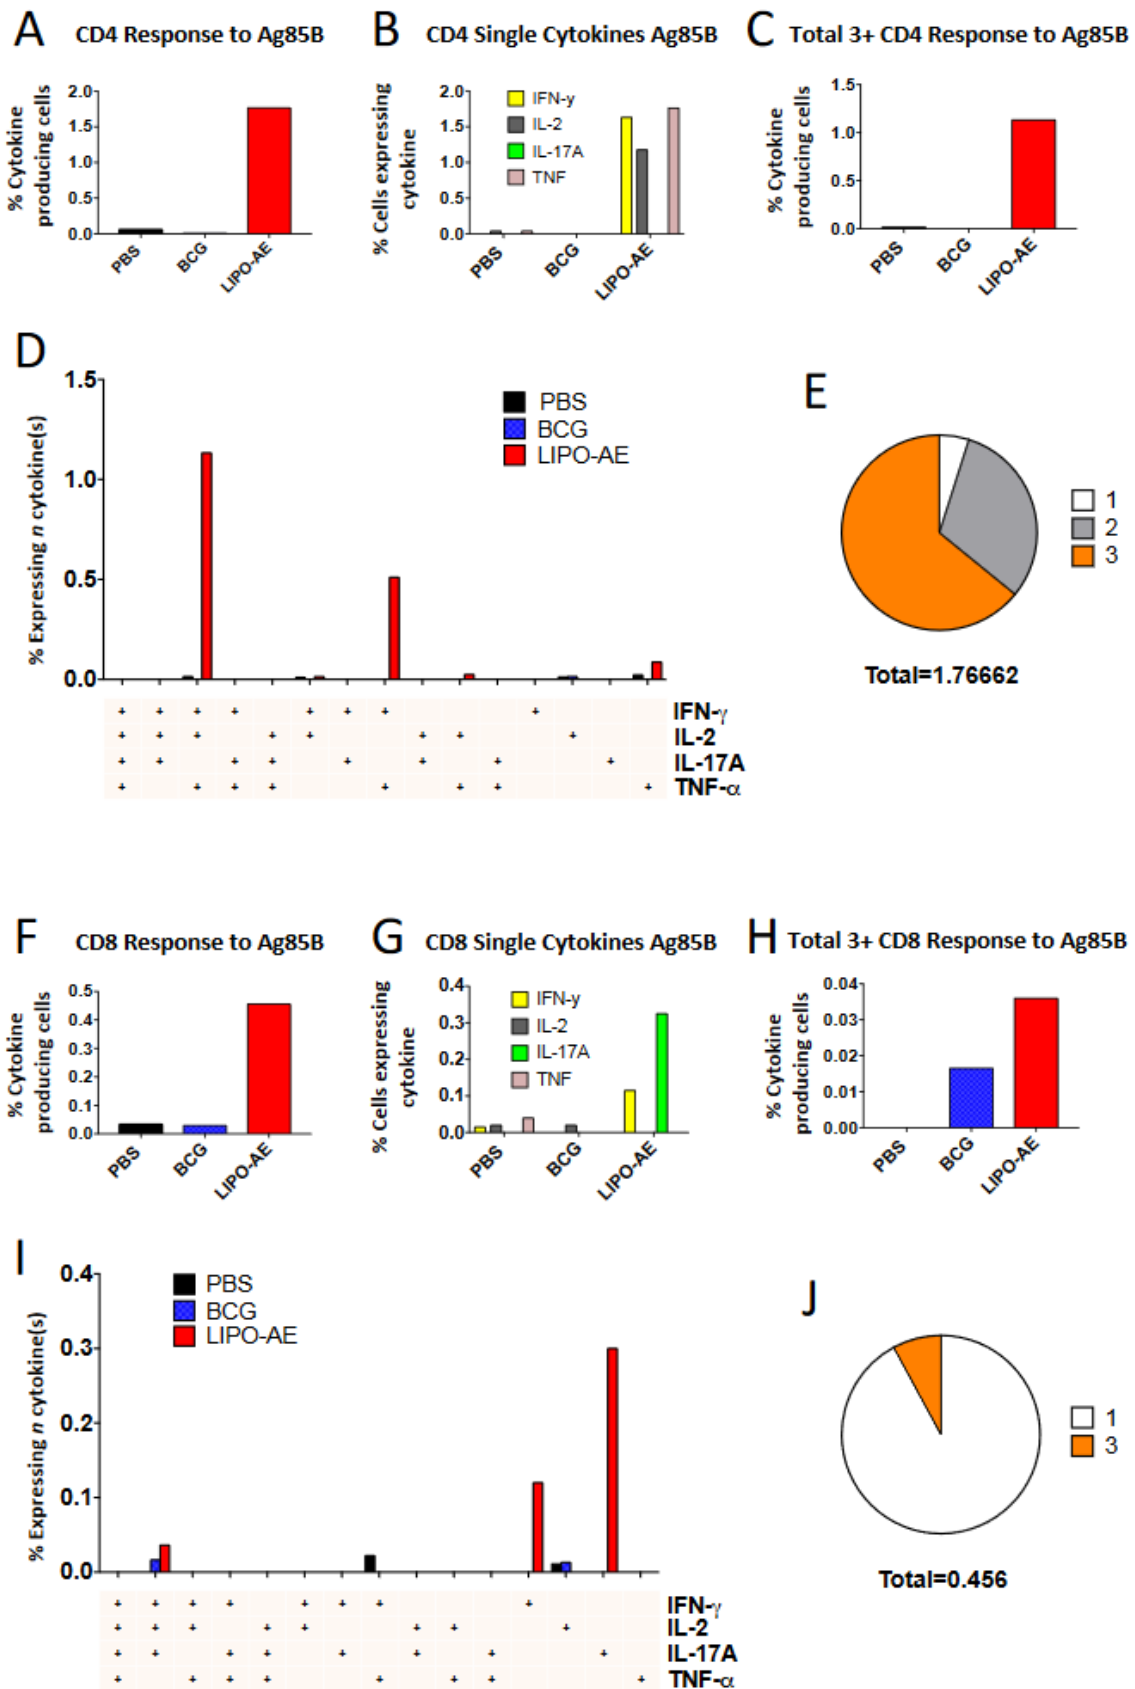 A CD4 Response to Ag85B
% Cytokine
producing cells
2.0
1.5
1.0
0.5
0.0
PBS
BCG
LIPO-AE
B CD4 Single Cytokines Ag85B
% Cells expressing
cytokine
2.0
1.5
1.0
0.5
0.0
IFN-y
IL-2
IL-17A
TNF
PBS
BCG
LIPO-AE
C Total 3+ CD4 Response to Ag85B
% Cytokine
producing cells
1.5
1.0
0.5
0.0
PBS
BCG
LIPO-AE
D
% Expressing n cytokine(s)
1.5
1.0
0.5
0.0
PBS
BCG
LIPO-AE
+ + + + + + + + IFN-γ
+ + + + + + + + IL-2
+ + + + + + + + IL-17A
+ + + + + + + + TNF-α
E
1
2
3
Total=1.76662
F CD8 Response to Ag85B
% Cytokine
producing cells
0.5
0.4
0.3
0.2
0.1
0.0
PBS
BCG
LIPO-AE
G CD8 Single Cytokines Ag85B
% Cells expressing
cytokine
0.4
0.3
0.2
0.1
0.0
IFN-y
IL-2
IL-17A
TNF
PBS
BCG
LIPO-AE
H Total 3+ CD8 Response to Ag85B
% Cytokine
producing cells
0.04
0.03
0.02
0.01
0.00
PBS
BCG
LIPO-AE
I
% Expressing n cytokine(s)
0.4
0.3
0.2
0.1
0.0
PBS
BCG
LIPO-AE
+ + + + + + + + IFN-γ
+ + + + + + + + IL-2
+ + + + + + + + IL-17A
+ + + + + + + + TNF-α
J
1
3
Total=0.456